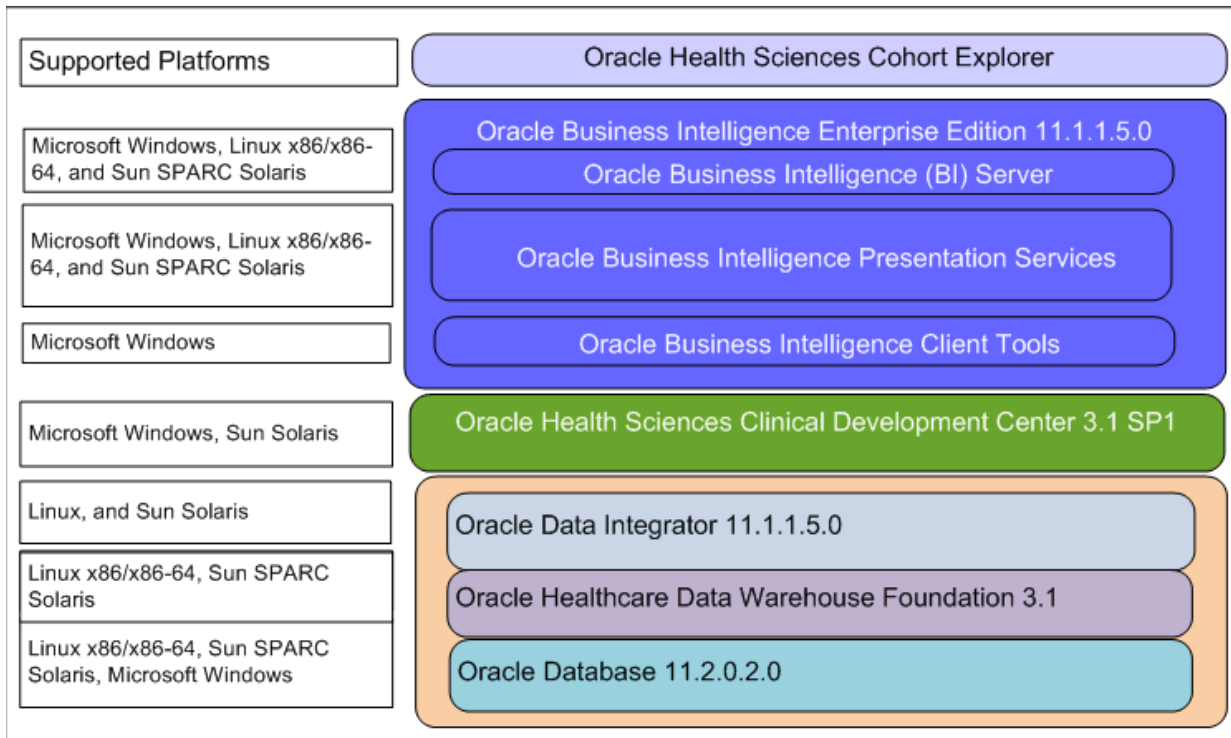 Supported Platforms
Oracle Health Sciences Cohort Explorer
Oracle Business Intelligence Enterprise Edition 11.1.1.5.0
Microsoft Windows, Linux x86/x86-
64, and Sun SPARC Solaris
Oracle Business Intelligence (BI) Server
Microsoft Windows, Linux x86/x86-
64, and Sun SPARC Solaris
Oracle Business Intelligence Presentation Services
Microsoft Windows
Oracle Business Intelligence Client Tools
Microsoft Windows, Sun Solaris
Oracle Health Sciences Clinical Development Center 3.1 SP1
Linux, and Sun Solaris
Oracle Data Integrator 11.1.1.5.0
Linux x86/x86-64, Sun SPARC
Solaris
Oracle Healthcare Data Warehouse Foundation 3.1
Linux x86/x86-64, Sun SPARC
Solaris, Microsoft Windows
Oracle Database 11.2.0.2.0